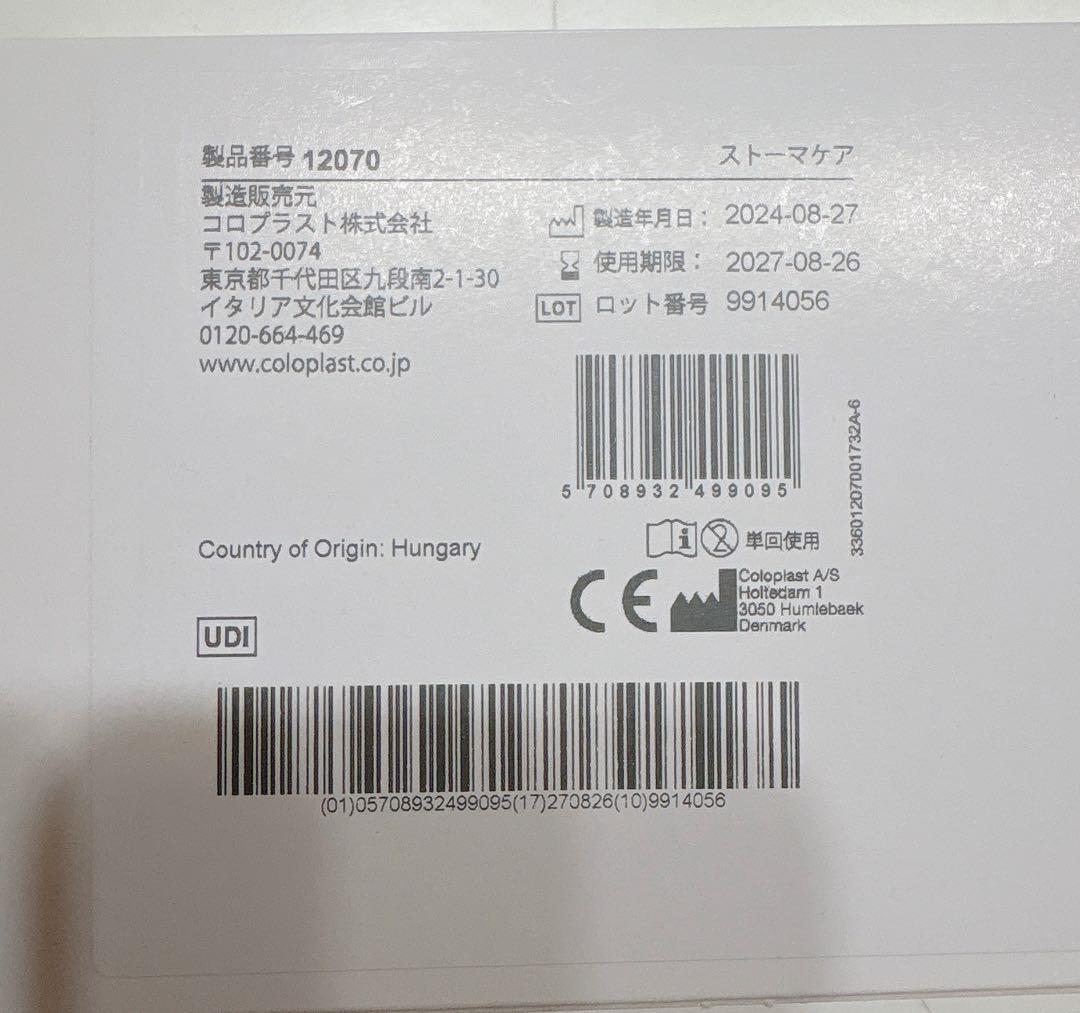 製品番号 12070
ストーマケア
製造販売元
コロプラスト株式会社
〒102-0074
東京都千代田区九段南2-1-30
イタリア文化会館ビル
0120-664-469
www.coloplast.co.jp
製造年月日： 2024-08-27
使用期限： 2027-08-26
LOT ロット番号 9914056
5 708932 499095
33601207001732A-6
単回使用
Country of Origin: Hungary
CE
Coloplast A/S
Holtedam 1
3050 Humlebaek
Denmark
UDI
(01)05708932499095(17)270826(10)9914056